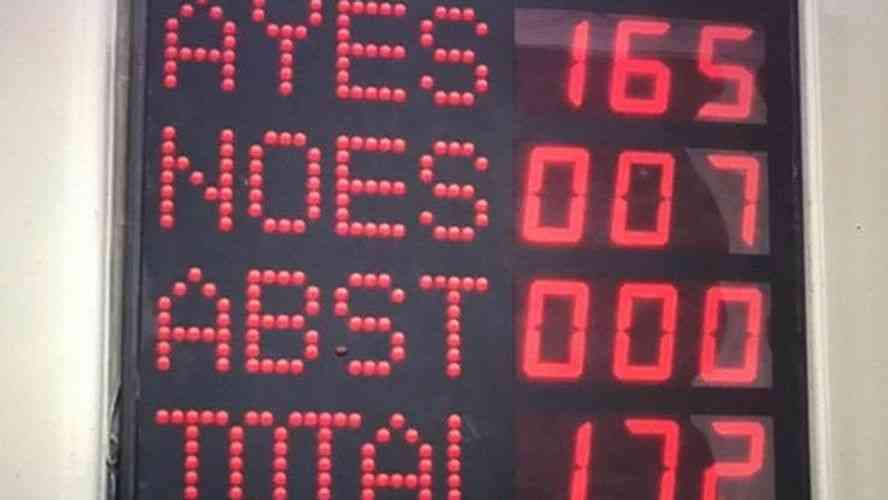 AYES 165
NOES 007
ABST 000
TOTAL 172